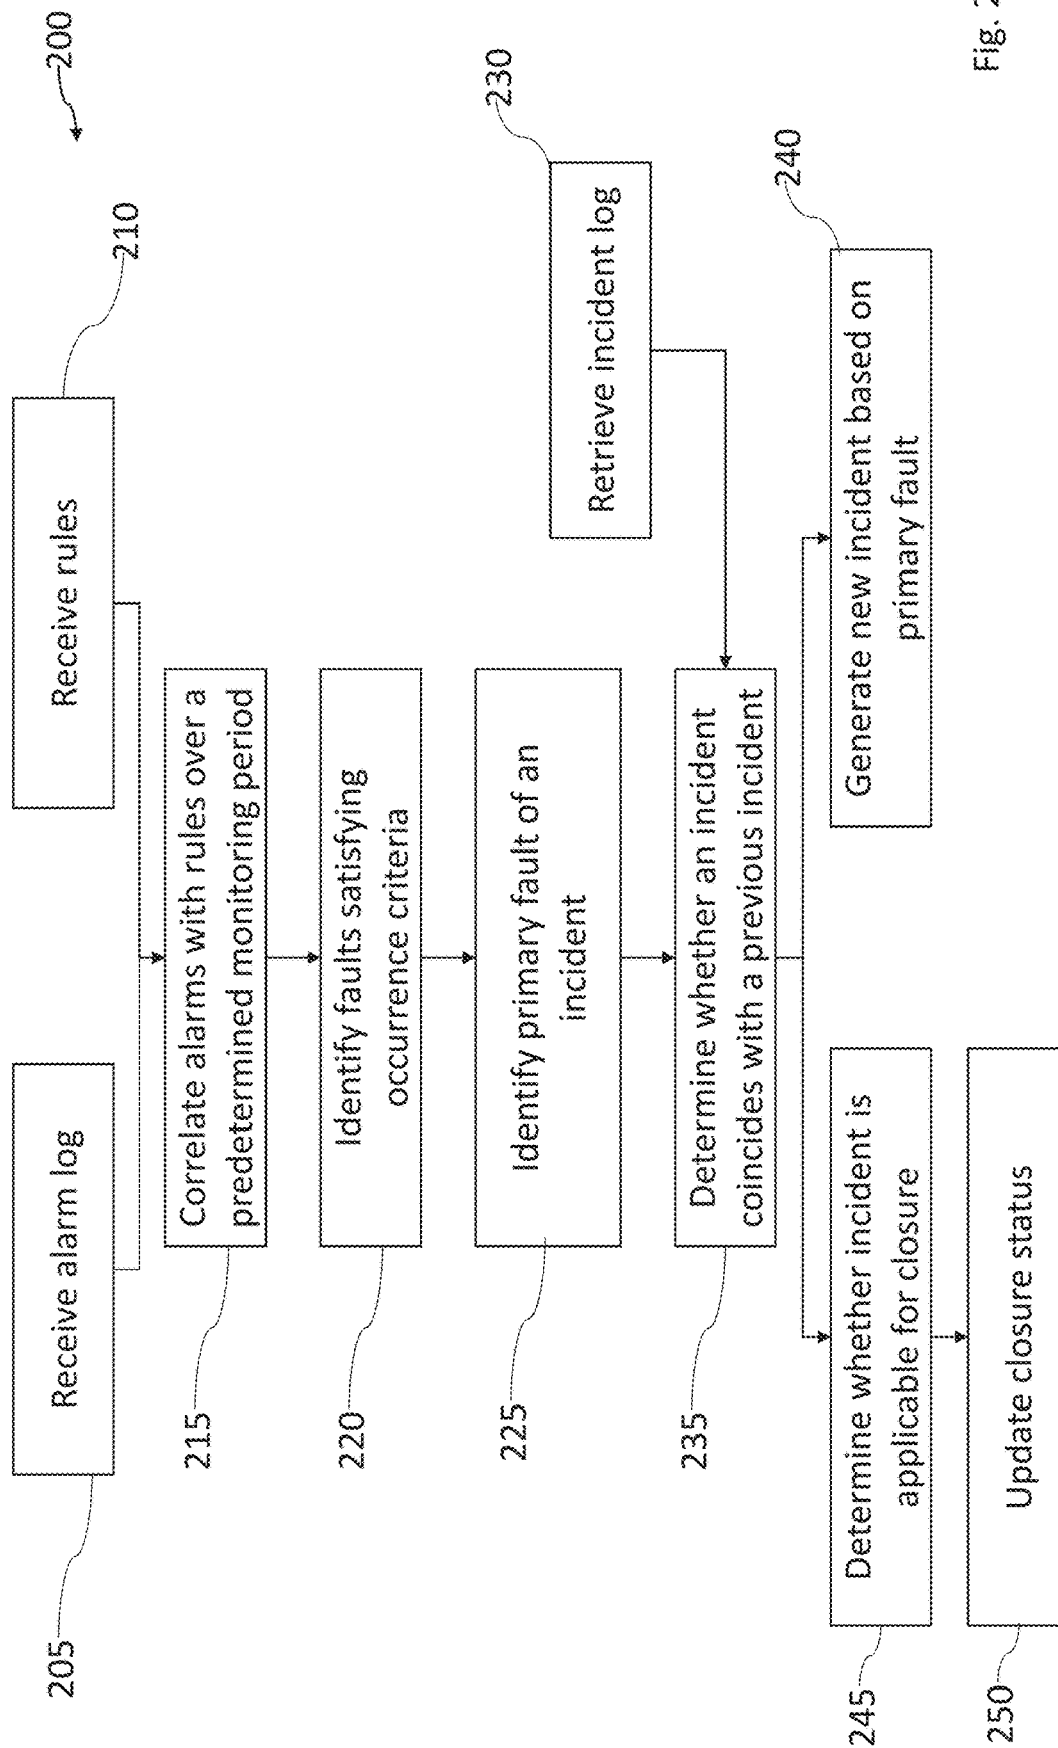 200
205
Receive alarm log
Receive rules
210
215
Correlate alarms with rules over a
predetermined monitoring period
220
Identify faults satisfying
occurrence criteria
225
Identify primary fault of an
incident
230
Retrieve incident log
235
Determine whether an incident
coincides with a previous incident
240
Generate new incident based on
primary fault
245
Determine whether incident is
applicable for closure
250
Update closure status
Fig. 2